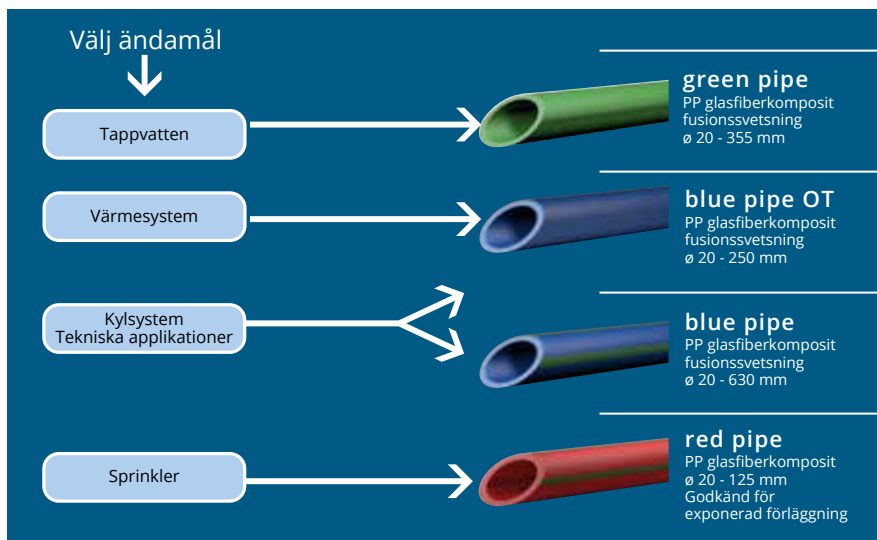 Välj ändamål
Tappvatten
green pipe
PP glasfiberkomposit
fusionssvetsning
ø 20 - 355 mm
Värmesystem
blue pipe OT
PP glasfiberkomposit
fusionssvetsning
ø 20 - 250 mm
Kylsystem
Tekniska applikationer
blue pipe
PP glasfiberkomposit
fusionssvetsning
ø 20 - 630 mm
Sprinkler
red pipe
PP glasfiberkomposit
ø 20 - 125 mm
Godkänd för
exponerad förläggning